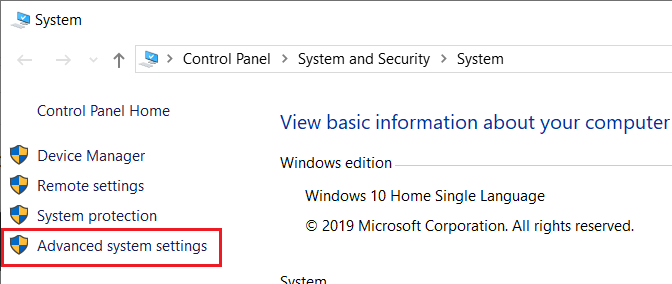 System
Control Panel > System and Security > System
Control Panel Home
Device Manager
Remote settings
System protection
Advanced system settings
View basic information about your computer
Windows edition
Windows 10 Home Single Language
© 2019 Microsoft Corporation. All rights reserved.
System